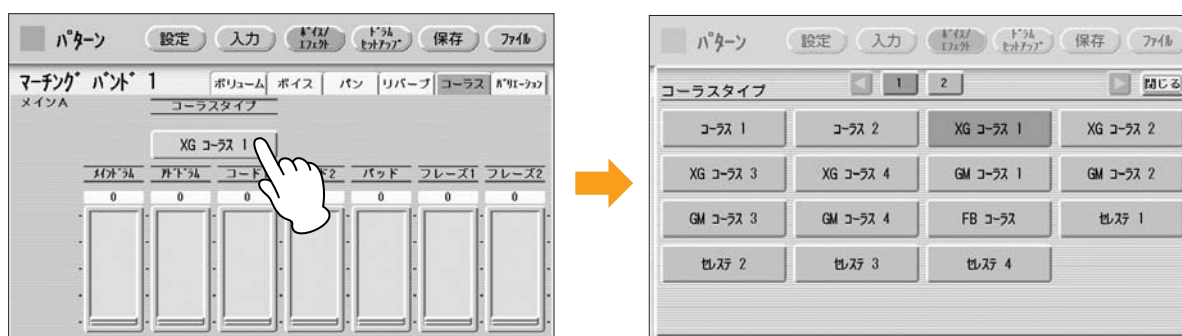 パターン 設定 入力 ボイス/エフェクト ドラムセットアップ 保存 ファイル
マーチング バンド 1 ボリューム ボイス パン リバーブ コーラス バリエーション
メインA コーラスタイプ
XG コーラス 1
メインドラム アドドラム コード1 パッド フレーズ1 フレーズ2
0 0 0 0 0 0
パターン 設定 入力 ボイス/エフェクト ドラムセットアップ 保存 ファイル
コーラスタイプ 1 2 閉じる
コーラス 1 コーラス 2 XG コーラス 1 XG コーラス 2
XG コーラス 3 XG コーラス 4 GM コーラス 1 GM コーラス 2
GM コーラス 3 GM コーラス 4 FB コーラス セレステ 1
セレステ 2 セレステ 3 セレステ 4